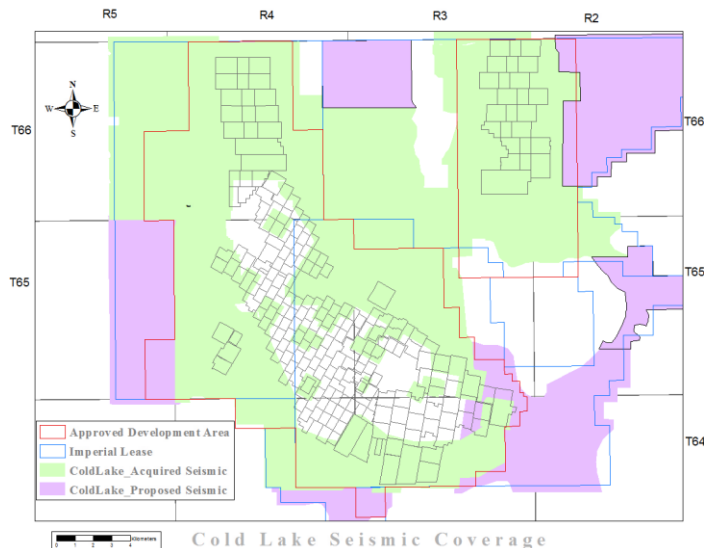 R5 R4 R3 R2
N
W E
S
T66 T66
T65 T65
T64
Approved Development Area
Imperial Lease
ColdLake_Acquired Seismic
ColdLake_Proposed Seismic
0 1 2 3 4 Kilometers
Cold Lake Seismic Coverage